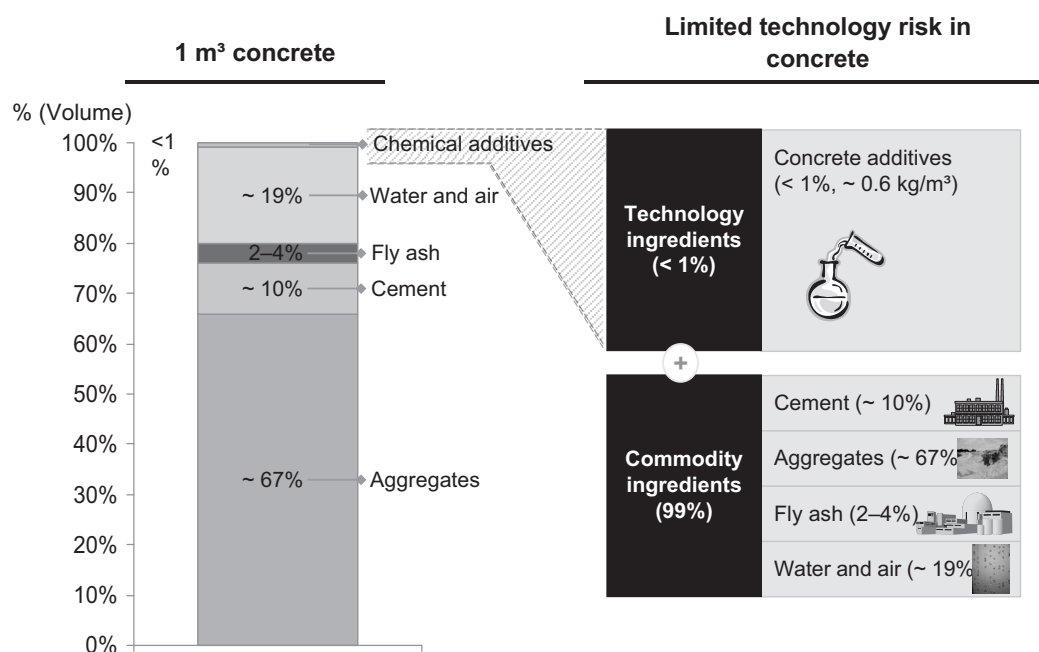 1 m³ concrete
% (Volume)
100%
90%
80%
70%
60%
50%
40%
30%
20%
10%
0%
<1
%
Chemical additives
~ 19%
Water and air
2–4%
Fly ash
~ 10%
Cement
~ 67%
Aggregates
Limited technology risk in
concrete
Technology
ingredients
(< 1%)
Concrete additives
(< 1%, ~ 0.6 kg/m³)
+
Commodity
ingredients
(99%)
Cement (~ 10%)
Aggregates (~ 67%
Fly ash (2–4%)
Water and air (~ 19%